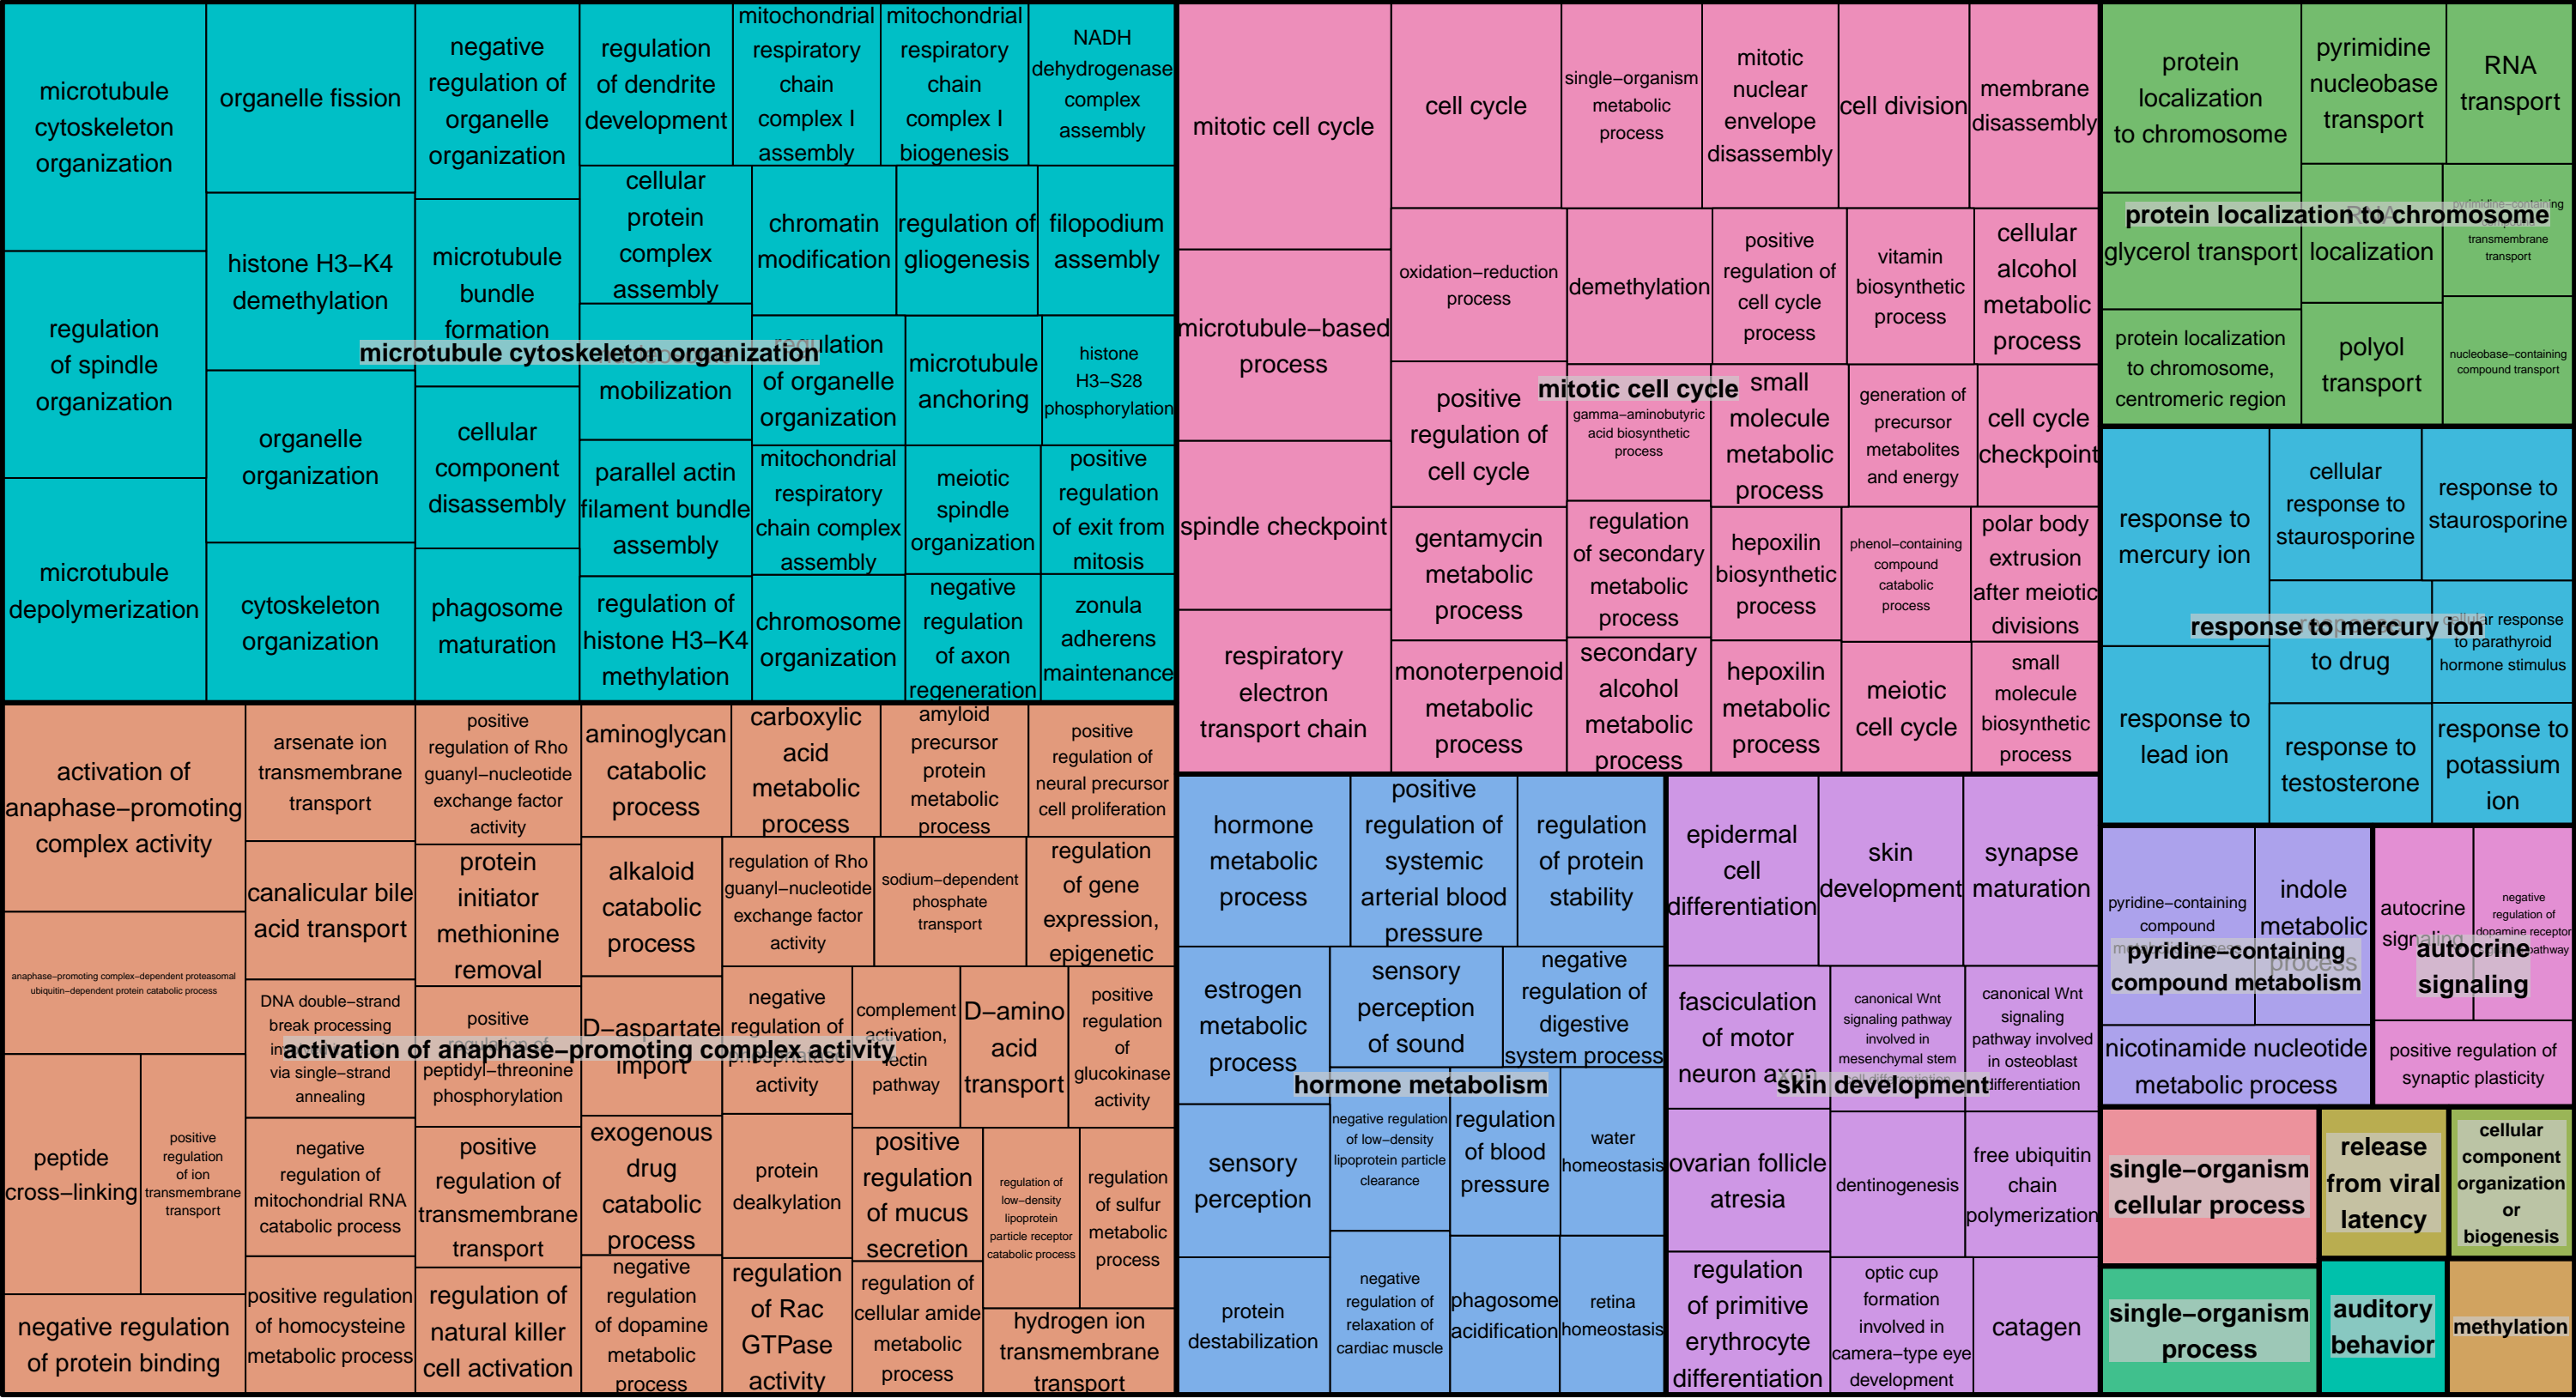 microtubule
cytoskeleton
organization
regulation
of spindle
organization
microtubule
depolymerization
organelle fission
histone H3−K4
demethylation
organelle
organization
cytoskeleton
organization
negative
regulation of
organelle
organization
microtubule
bundle
formation
cellular
component
disassembly
phagosome
maturation
regulation
of dendrite
development
mitochondrial
respiratory
chain
complex I
assembly
mitochondrial
respiratory
chain
complex I
biogenesis
NADH
dehydrogenase
complex
assembly
cellular
protein
complex
assembly
chromatin
modification
regulation of
gliogenesis
filopodium
assembly
mobilization
regulation
of organelle
organization
microtubule
anchoring
histone
H3−S28
phosphorylation
parallel actin
filament bundle
assembly
mitochondrial
respiratory
chain complex
assembly
meiotic
spindle
organization
positive
regulation
of exit from
mitosis
regulation of
histone H3−K4
methylation
chromosome
organization
negative
regulation
of axon
regeneration
zonula
adherens
maintenance
microtubule cytoskeleton organization
mitotic cell cycle
microtubule−based
process
spindle checkpoint
respiratory
electron
transport chain
cell cycle
single−organism
metabolic
process
mitotic
nuclear
envelope
disassembly
cell division
membrane
disassembly
oxidation−reduction
process
demethylation
positive
regulation of
cell cycle
process
vitamin
biosynthetic
process
cellular
alcohol
metabolic
process
positive
regulation of
cell cycle
gamma−aminobutyric
acid biosynthetic
process
small
molecule
metabolic
process
generation of
precursor
metabolites
and energy
cell cycle
checkpoint
gentamycin
metabolic
process
regulation
of secondary
metabolic
process
hepoxilin
biosynthetic
process
phenol−containing
compound
catabolic
process
polar body
extrusion
after meiotic
divisions
monoterpenoid
metabolic
process
secondary
alcohol
metabolic
process
hepoxilin
metabolic
process
meiotic
cell cycle
small
molecule
biosynthetic
process
mitotic cell cycle
protein
localization
to chromosome
pyrimidine
nucleobase
transport
RNA
transport
glycerol transport
RNA
localization
pyrimidine−containing
transmembrane
transport
protein localization
to chromosome,
centromeric region
polyol
transport
nucleobase−containing
compound transport
protein localization to chromosome
response to
mercury ion
cellular
response to
staurosporine
response to
staurosporine
response to
lead ion
response
to drug
cellular response
to parathyroid
hormone stimulus
response to
testosterone
response to
potassium
ion
response to mercury ion
activation of
anaphase−promoting
complex activity
anaphase−promoting complex−dependent proteasomal
ubiquitin−dependent protein catabolic process
peptide
cross−linking
positive
regulation
of ion
transmembrane
transport
negative regulation
of protein binding
arsenate ion
transmembrane
transport
canalicular bile
acid transport
DNA double−strand
break processing
via single−strand
annealing
negative
regulation of
mitochondrial RNA
catabolic process
positive regulation
of homocysteine
metabolic process
positive
regulation of Rho
guanyl−nucleotide
exchange factor
activity
protein
initiator
methionine
removal
positive
regulation of
peptidyl−threonine
phosphorylation
positive
regulation of
transmembrane
transport
regulation of
natural killer
cell activation
aminoglycan
catabolic
process
carboxylic
acid
metabolic
process
amyloid
precursor
protein
metabolic
process
positive
regulation of
neural precursor
cell proliferation
alkaloid
catabolic
process
regulation of Rho
guanyl−nucleotide
exchange factor
activity
sodium−dependent
phosphate
transport
regulation
of gene
expression,
epigenetic
D−aspartate
import
negative
regulation of
phosphatase
activity
complement
activation,
lectin
pathway
D−amino
acid
transport
positive
regulation
of
glucokinase
activity
exogenous
drug
catabolic
process
protein
dealkylation
positive
regulation
of mucus
secretion
regulation of
low−density
lipoprotein
particle receptor
catabolic process
regulation
of sulfur
metabolic
process
negative
regulation
of dopamine
metabolic
process
regulation
of Rac
GTPase
activity
regulation of
cellular amide
metabolic
process
hydrogen ion
transmembrane
transport
activation of anaphase−promoting complex activity
hormone
metabolic
process
positive
regulation of
systemic
arterial blood
pressure
regulation
of protein
stability
estrogen
metabolic
process
sensory
perception
of sound
negative
regulation of
digestive
system process
sensory
perception
negative regulation
of low−density
lipoprotein particle
clearance
regulation
of blood
pressure
water
homeostasis
protein
destabilization
negative
regulation of
relaxation of
cardiac muscle
phagosome
acidification
retina
homeostasis
hormone metabolism
epidermal
cell
differentiation
skin
development
synapse
maturation
fasciculation
of motor
neuron axon
canonical Wnt
signaling pathway
involved in
mesenchymal stem
cell differentiation
canonical Wnt
signaling
pathway involved
in osteoblast
differentiation
ovarian follicle
atresia
dentinogenesis
free ubiquitin
chain
polymerization
regulation
of primitive
erythrocyte
differentiation
optic cup
formation
involved in
camera−type eye
development
catagen
skin development
pyridine−containing
compound
metabolic process
indole
metabolic
process
nicotinamide nucleotide
metabolic process
pyridine−containing
compound metabolism
autocrine
signaling
negative
regulation of
dopamine receptor
pathway
positive regulation of
synaptic plasticity
autocrine
signaling
single−organism
cellular process
release
from viral
latency
cellular
component
organization
or
biogenesis
single−organism
process
auditory
behavior
methylation